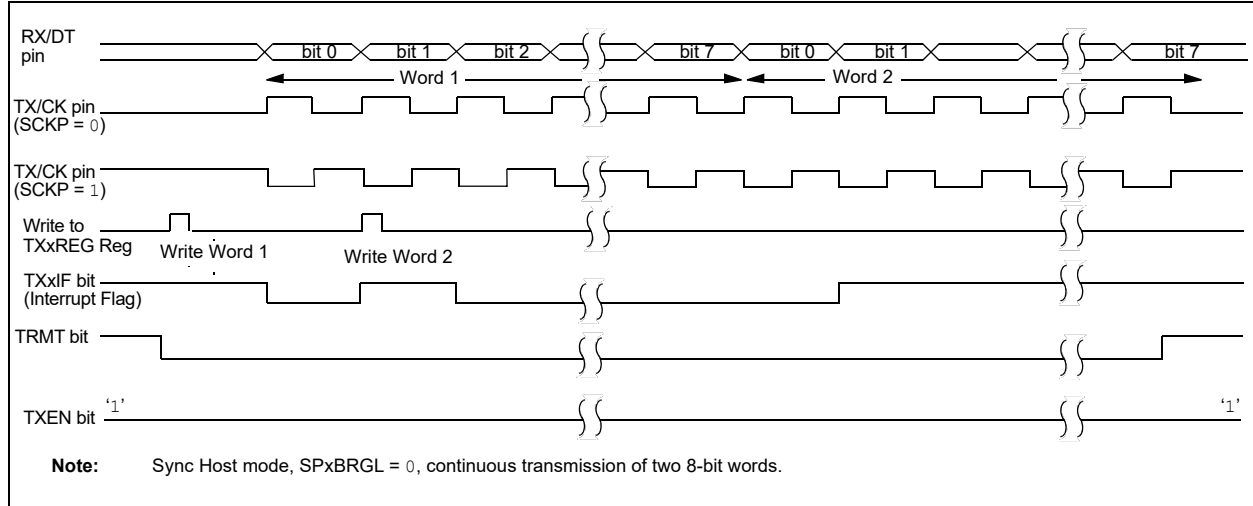 RX/DT
pin
bit 0 bit 1 bit 2 bit 7 bit 0 bit 1 bit 7
Word 1 Word 2
TX/CK pin
(SCKP = 0)
TX/CK pin
(SCKP = 1)
Write to
TXxREG Reg
Write Word 1 Write Word 2
TXxIF bit
(Interrupt Flag)
TRMT bit
TXEN bit ‘1’ ‘1’
Note: Sync Host mode, SPxBRGL = 0, continuous transmission of two 8-bit words.